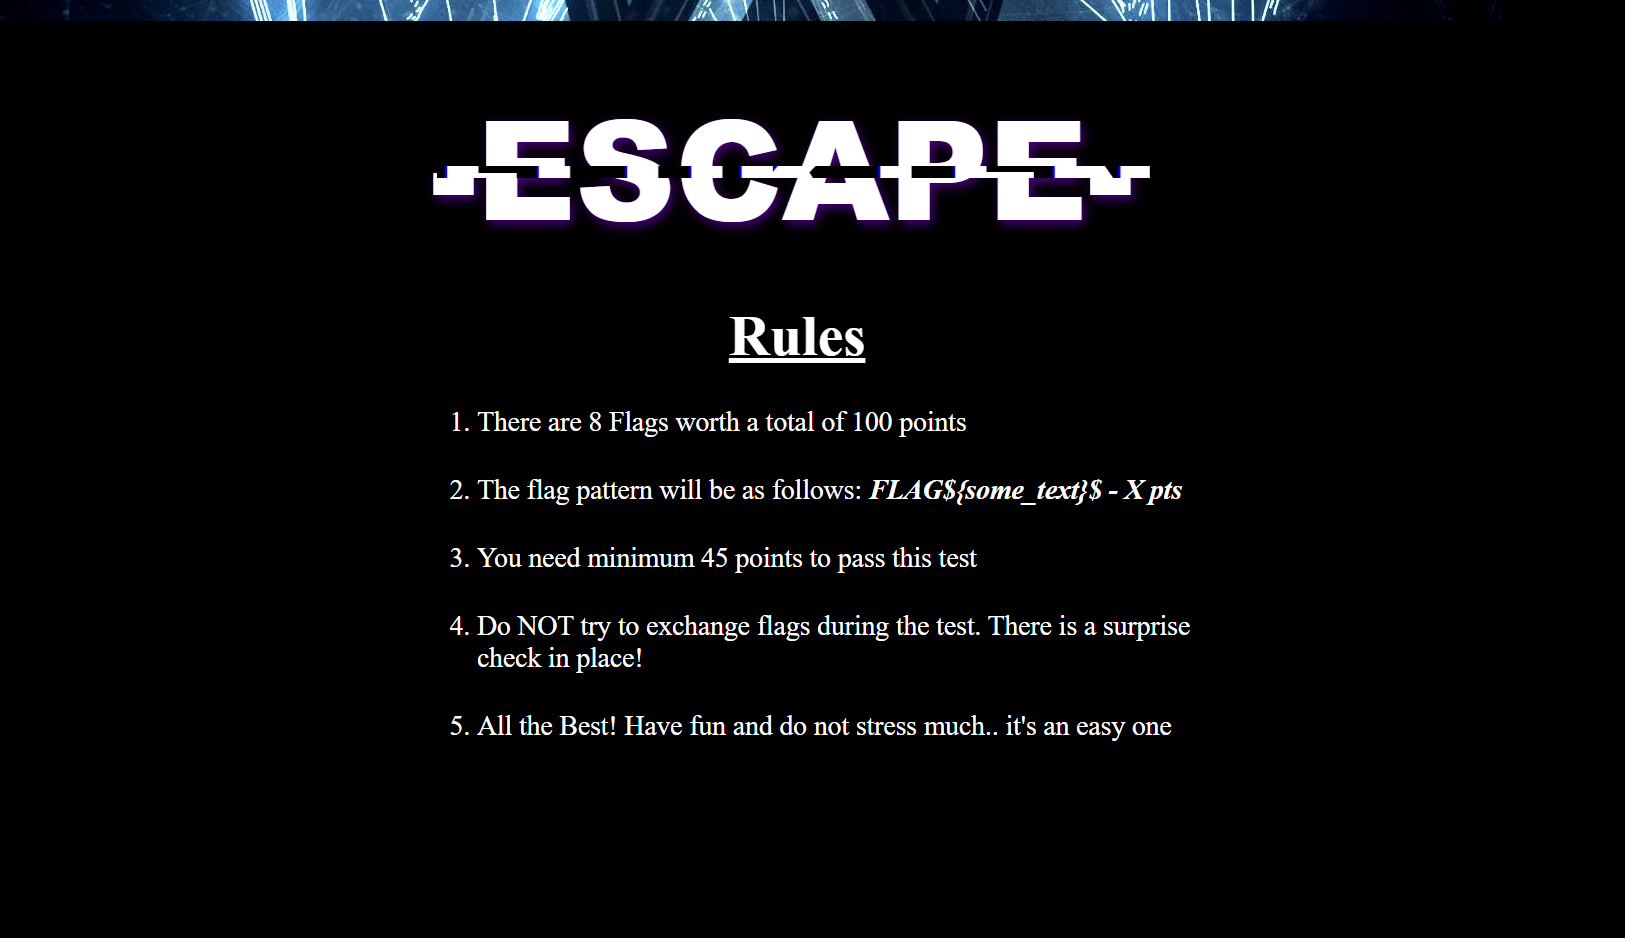 ESCAPE
Rules
1. There are 8 Flags worth a total of 100 points
2. The flag pattern will be as follows: FLAG${some_text}$ - X pts
3. You need minimum 45 points to pass this test
4. Do NOT try to exchange flags during the test. There is a surprise
check in place!
5. All the Best! Have fun and do not stress much.. it's an easy one